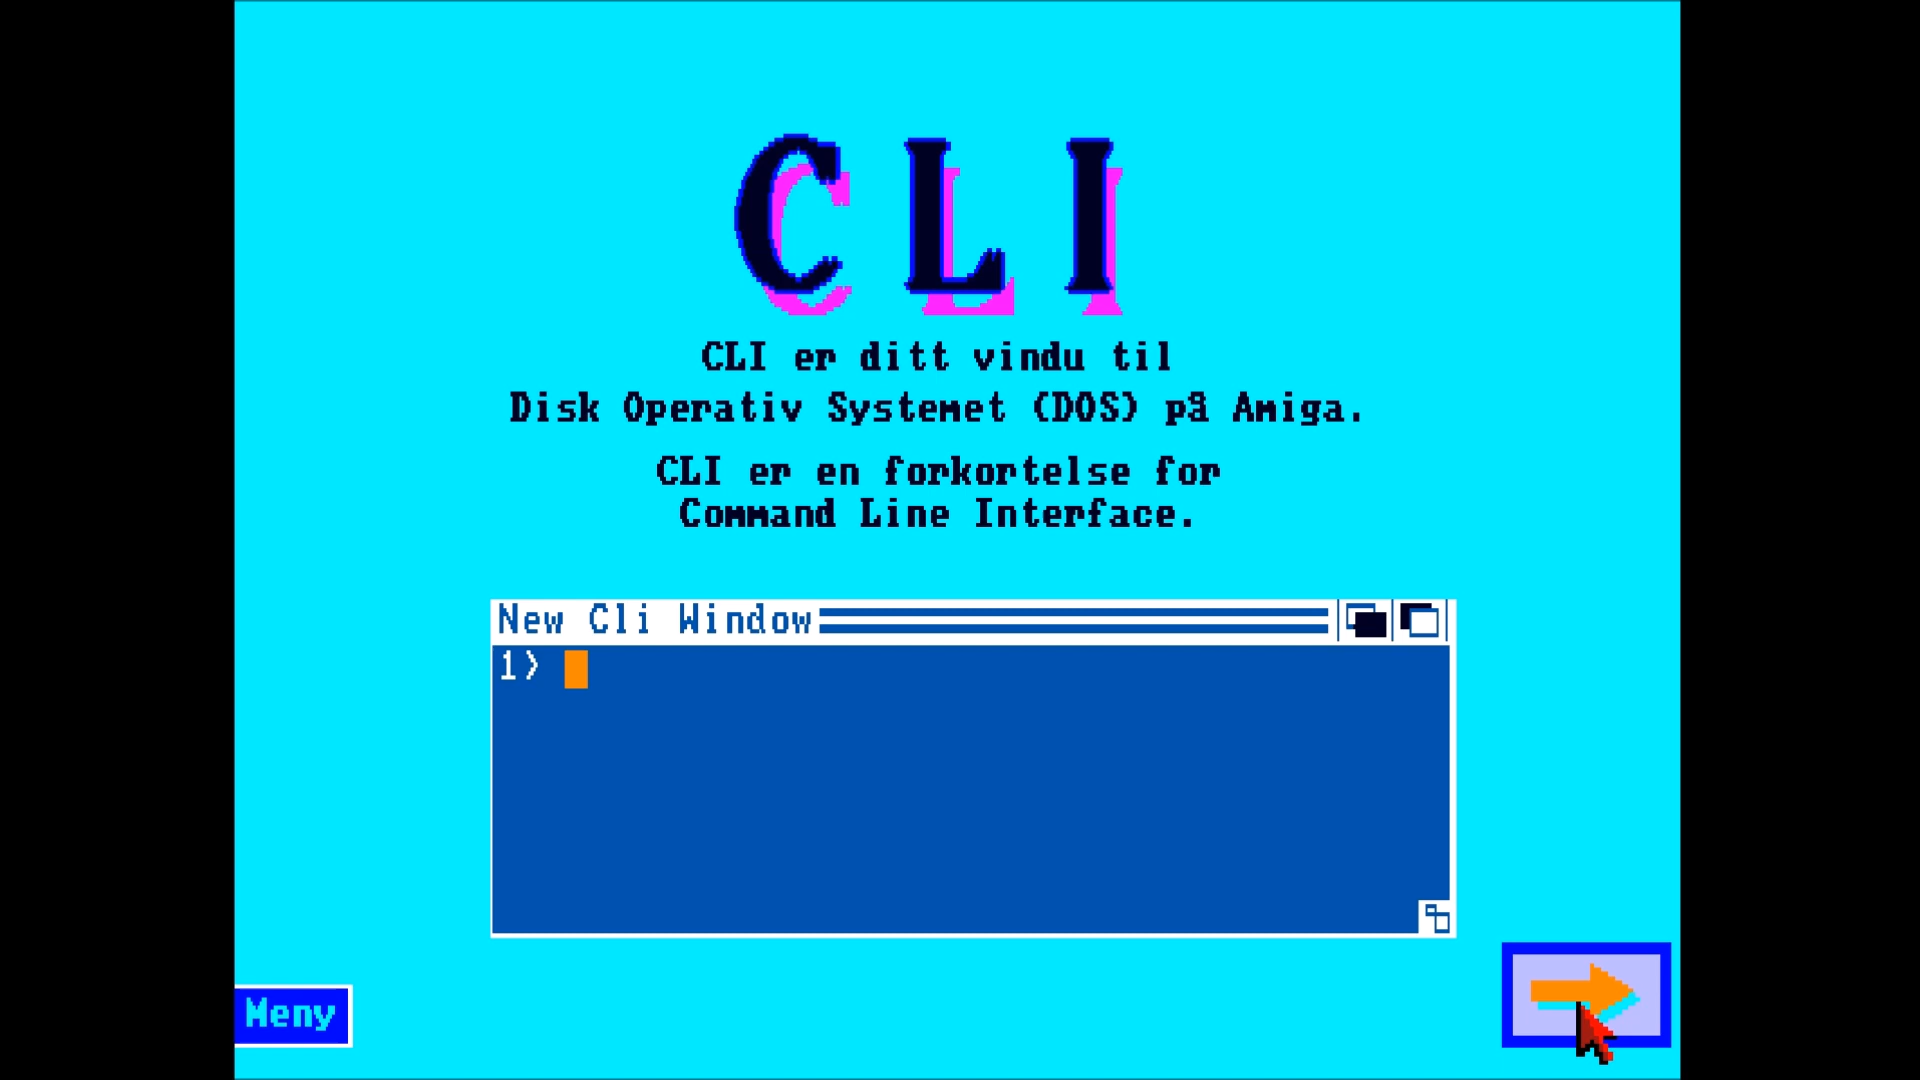 CLI
CLI er ditt vindu til
Disk Operativ Systemet (DOS) på Amiga.
CLI er en forkortelse for
Command Line Interface.
New Cli Window
1>
Meny